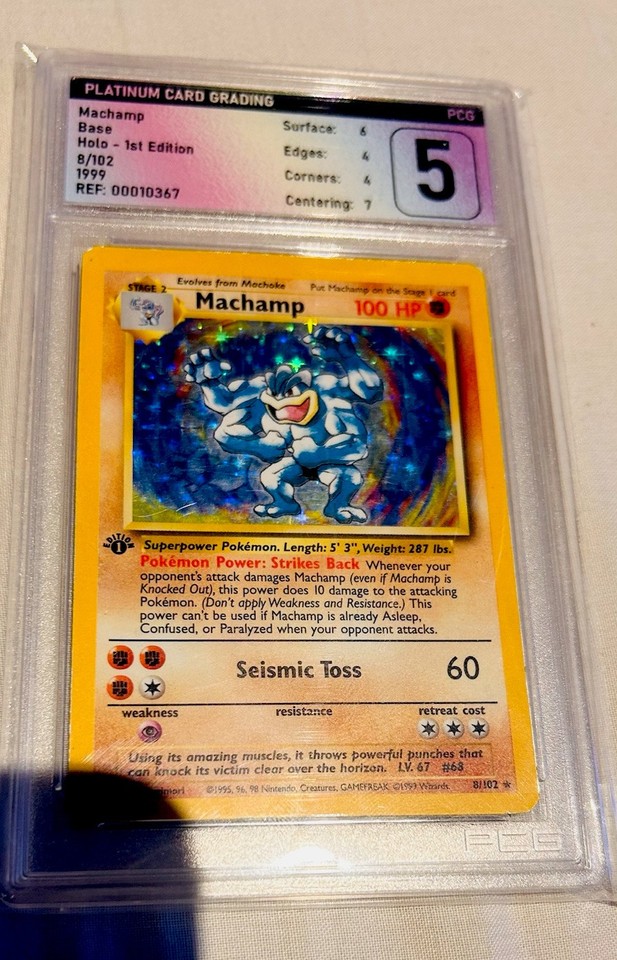 PLATINUM CARD GRADING
PCG
Machamp
Base
Holo - 1st Edition
8/102
1999
REF: 00010367
Surface: 6
Edges: 4
Corners: 4
Centering: 7
5
STAGE 2
Evolves from Machoke
Put Machamp on the Stage 1 card
Machamp
100 HP
EDITION
1
Superpower Pokémon. Length: 5' 3", Weight: 287 lbs.
Pokémon Power: Strikes Back Whenever your
opponent's attack damages Machamp (even if Machamp is
Knocked Out), this power does 10 damage to the attacking
Pokémon. (Don't apply Weakness and Resistance.) This
power can't be used if Machamp is already Asleep,
Confused, or Paralyzed when your opponent attacks.
Seismic Toss 60
weakness
resistance
retreat cost
Using its amazing muscles, it throws powerful punches that
can knock its victim clear over the horizon. LV. 67 #68
©1995, 96, 98 Nintendo, Creatures, GAMEFREAK. ©1999 Wizards.
8/102 ★
PCG